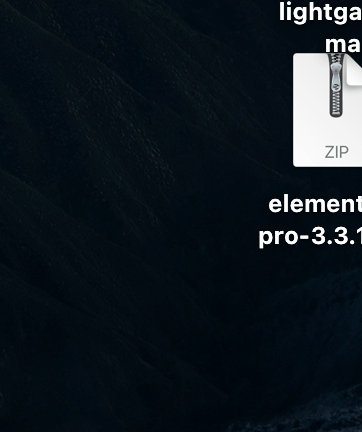 lightga
ma
ZIP
element
pro-3.3.1